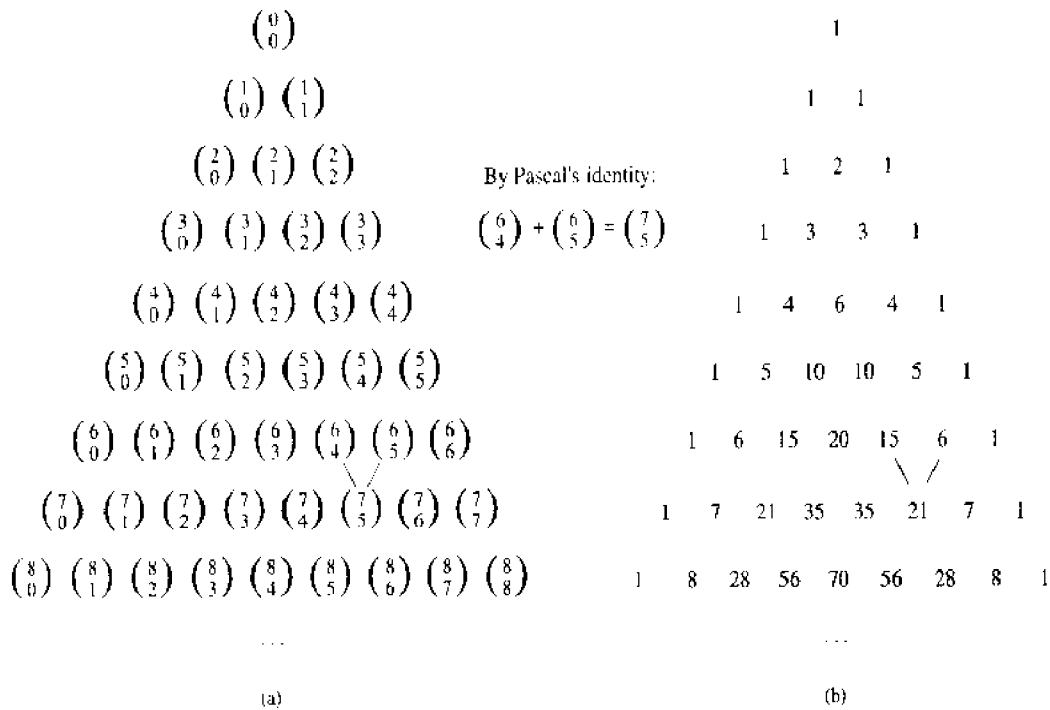 (0 0) 1
(1 0) (1 1) 1 1
(2 0) (2 1) (2 2) By Pascal's identity: 1 2 1
(3 0) (3 1) (3 2) (3 3) (6 4) + (6 5) = (7 5) 1 3 3 1
(4 0) (4 1) (4 2) (4 3) (4 4) 1 4 6 4 1
(5 0) (5 1) (5 2) (5 3) (5 4) (5 5) 1 5 10 10 5 1
(6 0) (6 1) (6 2) (6 3) (6 4) (6 5) (6 6) 1 6 15 20 15 6 1
(7 0) (7 1) (7 2) (7 3) (7 4) (7 5) (7 6) (7 7) 1 7 21 35 35 21 7 1
(8 0) (8 1) (8 2) (8 3) (8 4) (8 5) (8 6) (8 7) (8 8) 1 8 28 56 70 56 28 8 1
... ...
(a) (b)